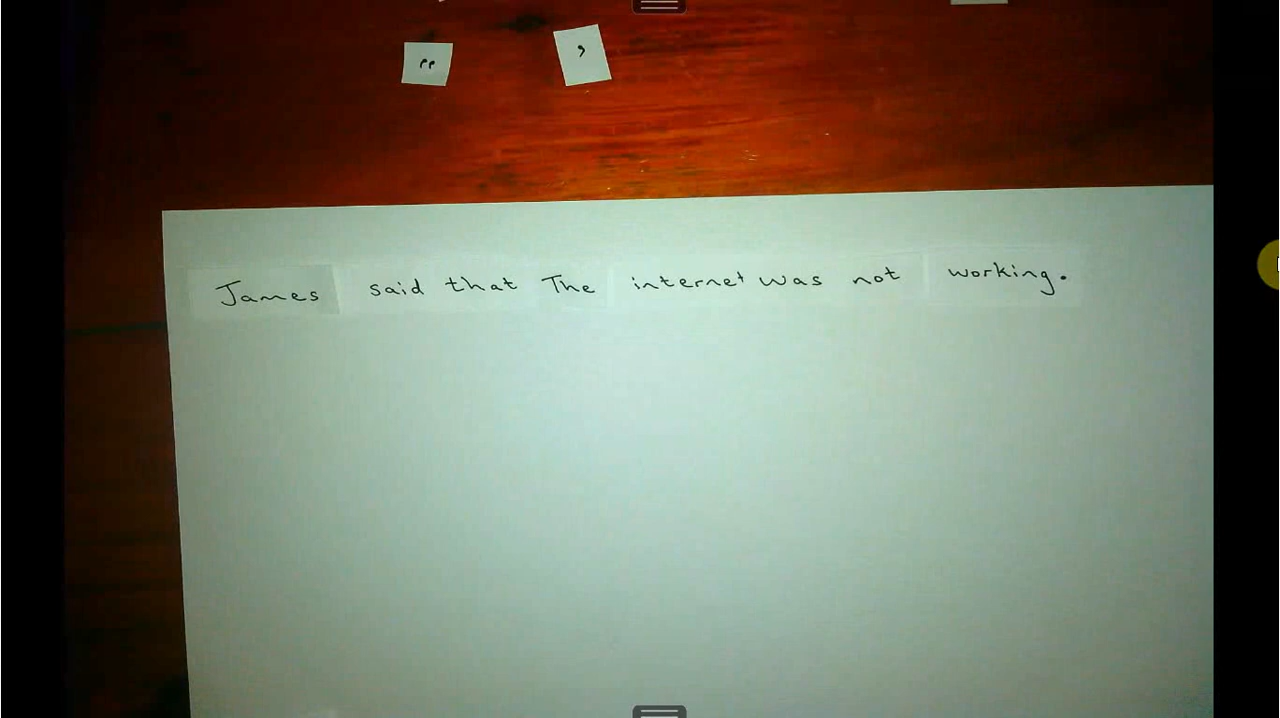 “ ,
James said that The internet was not working.